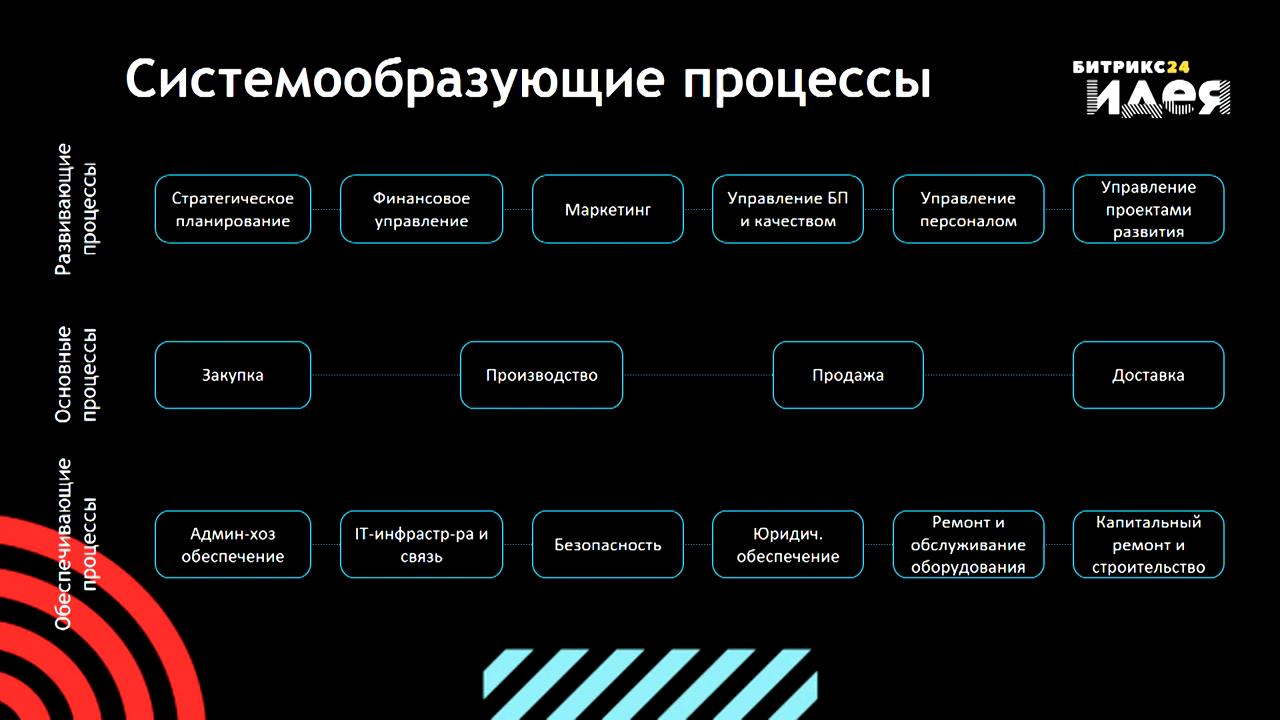 Системообразующие процессы
БИТРИКС24
идея
Развивающие
процессы
Стратегическое
планирование
Финансовое
управление
Маркетинг
Управление БП
и качеством
Управление
персоналом
Управление
проектами
развития
Основные
процессы
Закупка
Производство
Продажа
Доставка
Обеспечивающие
процессы
Админ-хоз
обеспечение
IT-инфрастр-ра и
связь
Безопасность
Юридич.
обеспечение
Ремонт и
обслуживание
оборудования
Капитальный
ремонт и
строительство